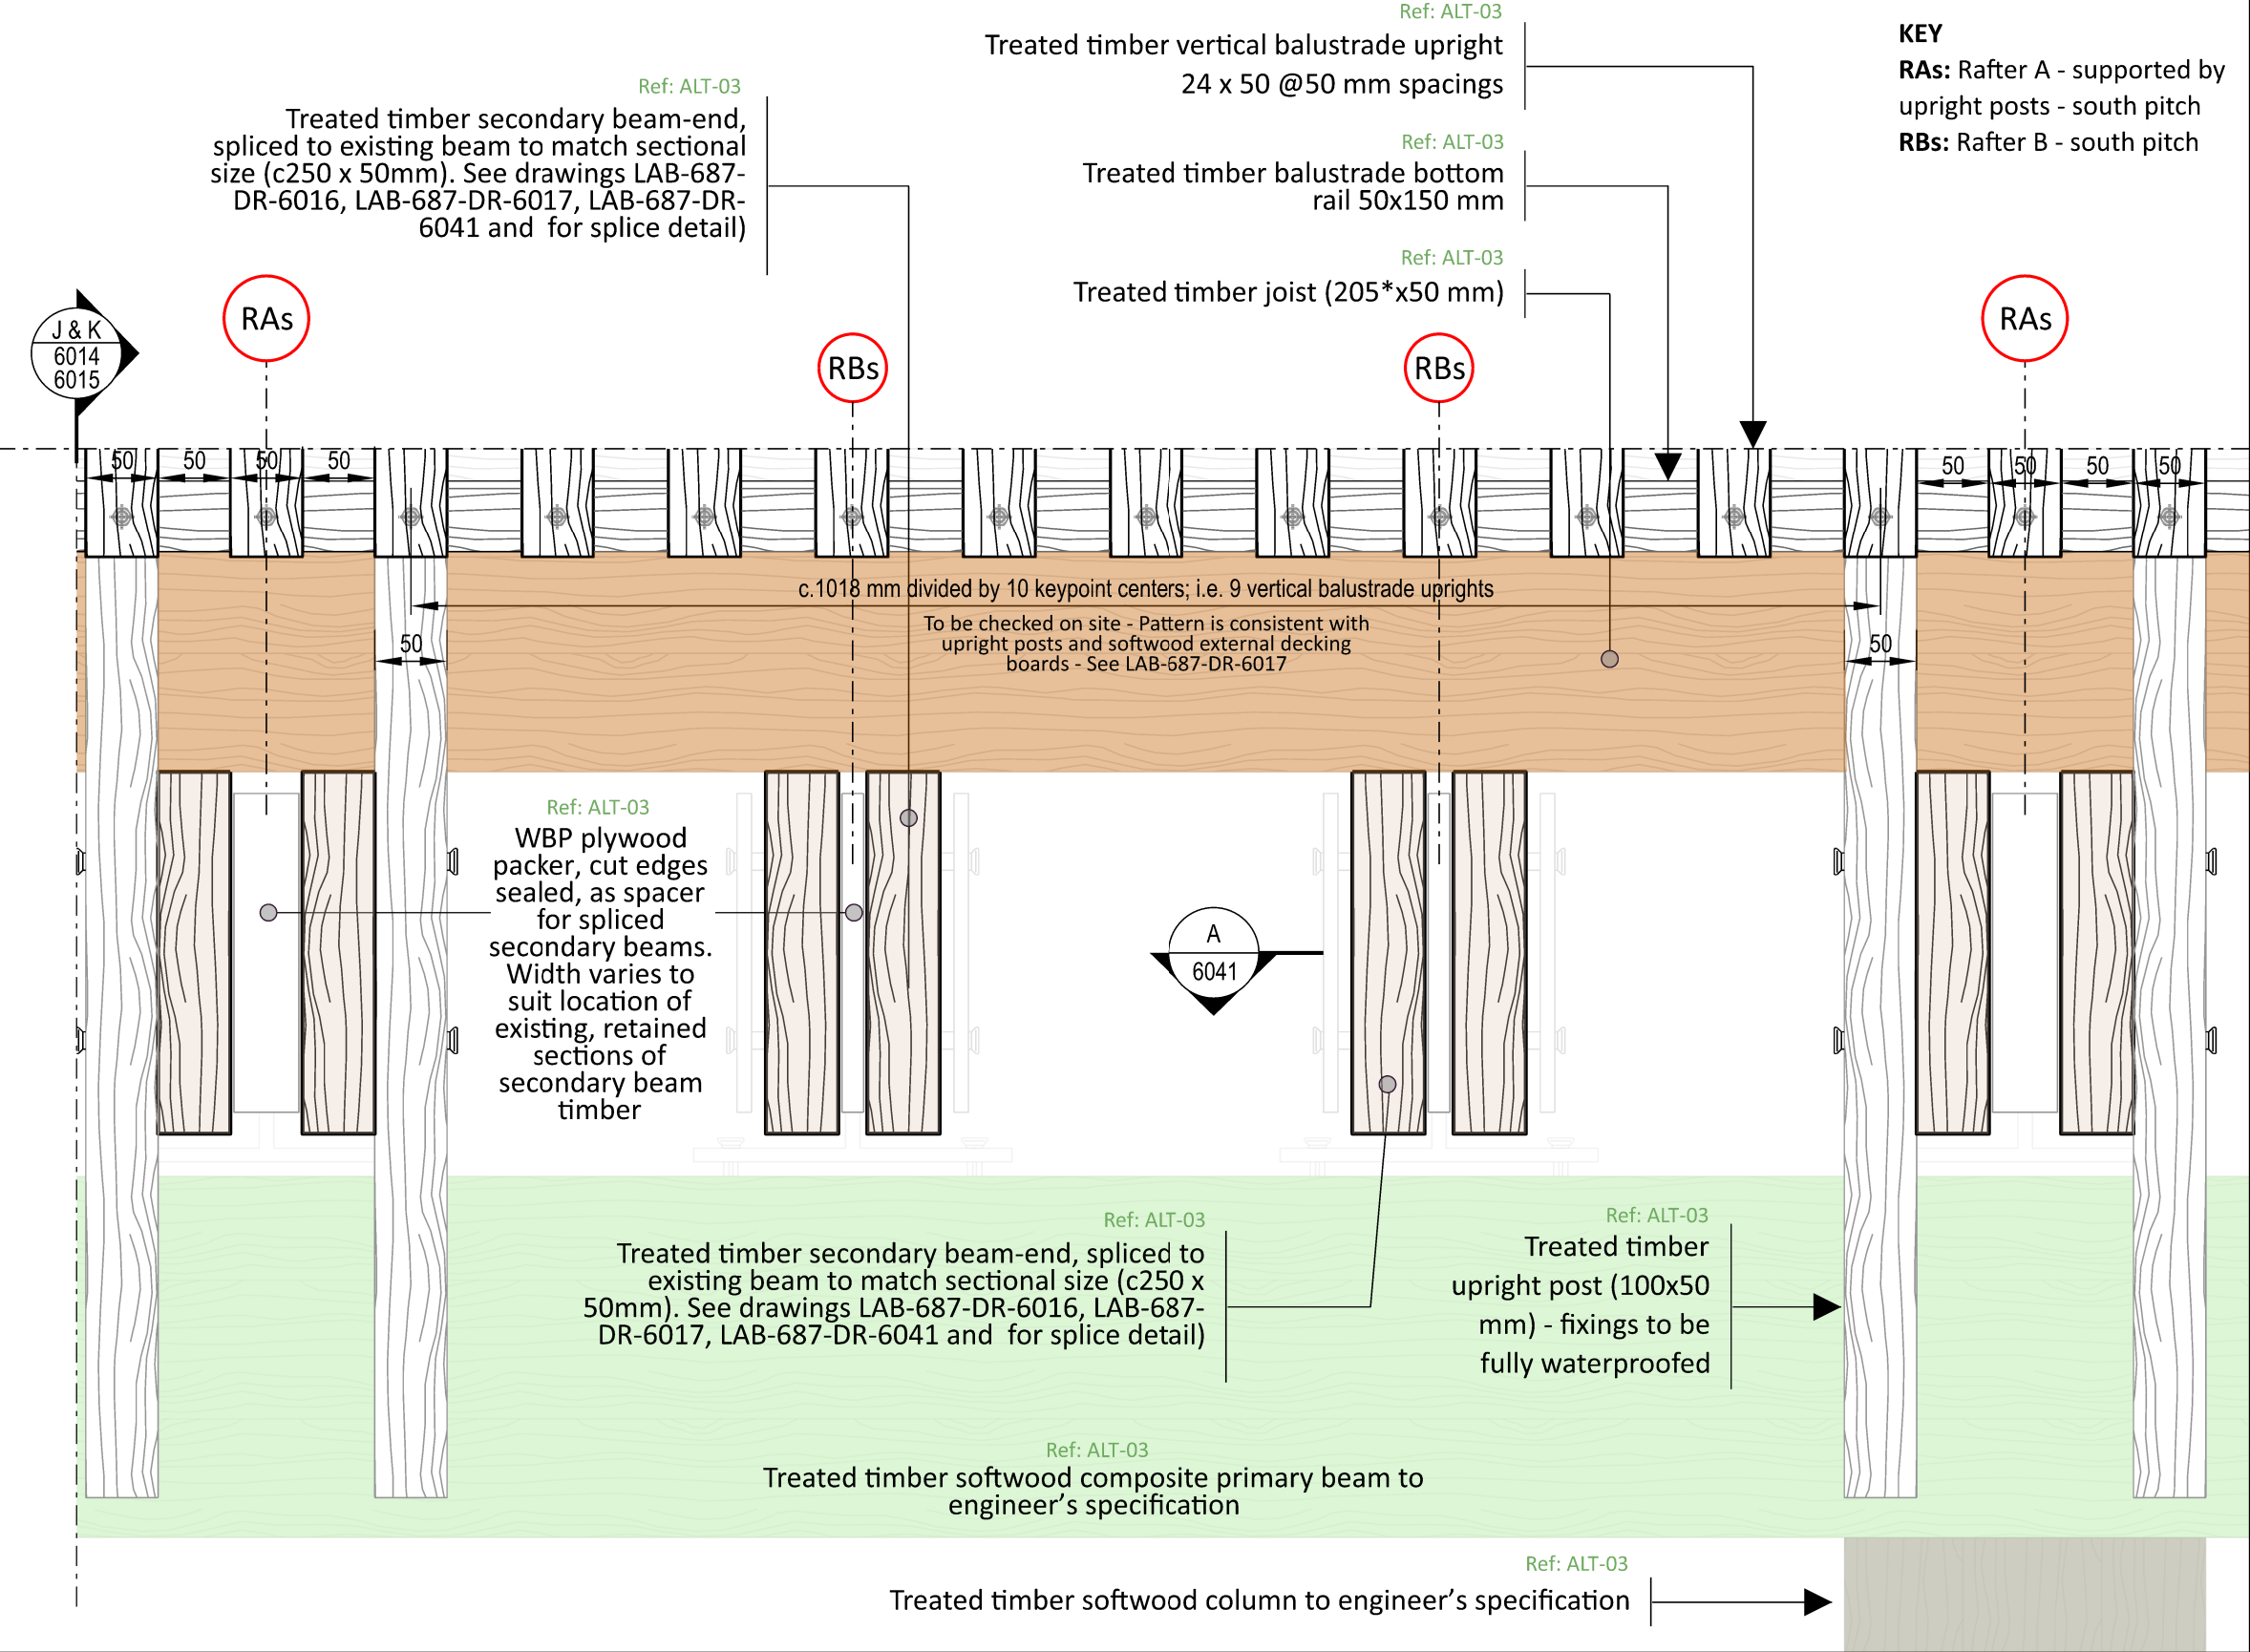 Ref: ALT-03
Treated timber vertical balustrade upright
24 x 50 @50 mm spacings
KEY
RAs: Rafter A - supported by
upright posts - south pitch
RBs: Rafter B - south pitch
Ref: ALT-03
Treated timber secondary beam-end,
spliced to existing beam to match sectional
size (c250 x 50mm). See drawings LAB-687-
DR-6016, LAB-687-DR-6017, LAB-687-DR-
6041 and  for splice detail)
Ref: ALT-03
Treated timber balustrade bottom
rail 50x150 mm
Ref: ALT-03
Treated timber joist (205*x50 mm)
J & K
6014
6015
RAs
RBs
RBs
RAs
50
50
50
50
50
50
50
50
c.1018 mm divided by 10 keypoint centers; i.e. 9 vertical balustrade uprights
To be checked on site - Pattern is consistent with
upright posts and softwood external decking
boards - See LAB-687-DR-6017
50
50
Ref: ALT-03
WBP plywood
packer, cut edges
sealed, as spacer
for spliced
secondary beams.
Width varies to
suit location of
existing, retained
sections of
secondary beam
timber
A
6041
Ref: ALT-03
Treated timber secondary beam-end, spliced to
existing beam to match sectional size (c250 x
50mm). See drawings LAB-687-DR-6016, LAB-687-
DR-6017, LAB-687-DR-6041 and  for splice detail)
Ref: ALT-03
Treated timber
upright post (100x50
mm) - fixings to be
fully waterproofed
Ref: ALT-03
Treated timber softwood composite primary beam to
engineer’s specification
Ref: ALT-03
Treated timber softwood column to engineer’s specification